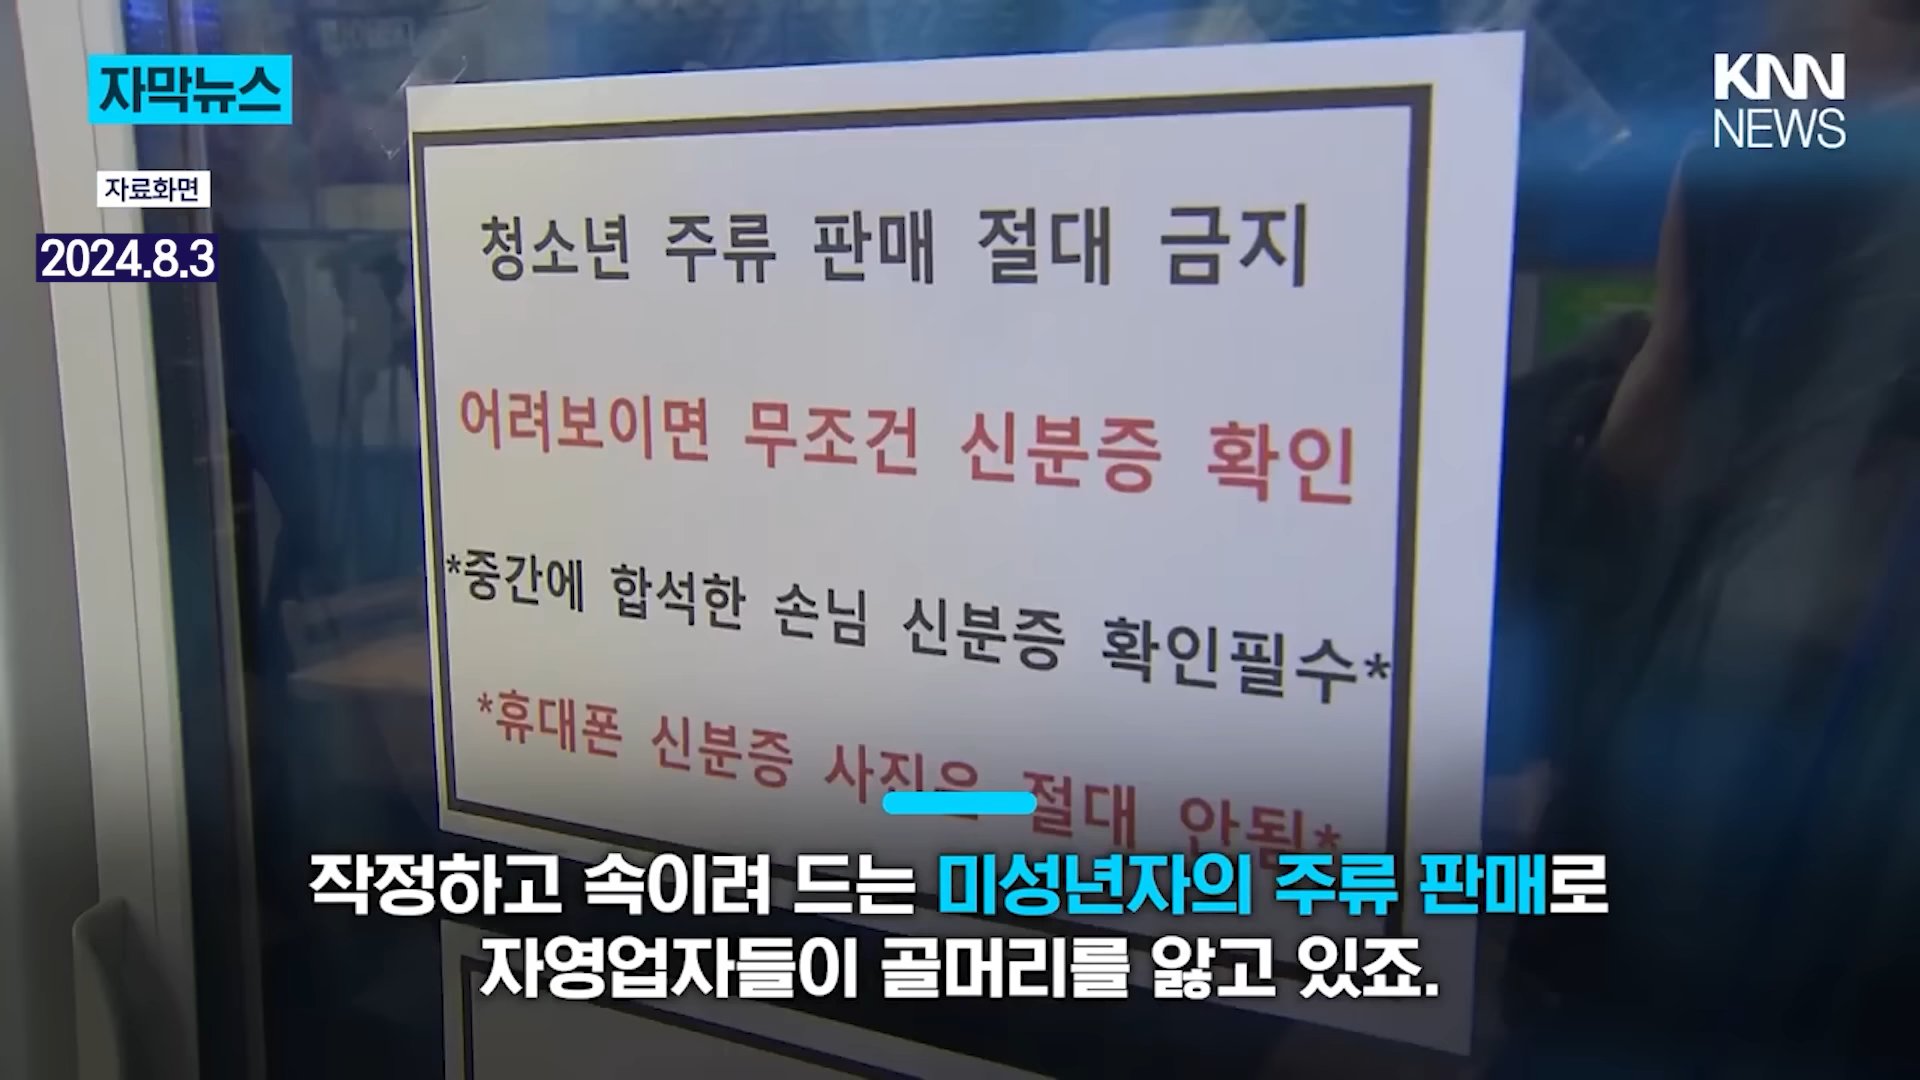 자막뉴스
KNN
NEWS
자료화면
2024.8.3
청소년 주류 판매 절대 금지
어려보이면 무조건 신분증 확인
*중간에 합석한 손님 신분증 확인필수*
*휴대폰 신분증 사진은 절대 안됨*
작정하고 속이려 드는 미성년자의 주류 판매로
자영업자들이 골머리를 앓고 있죠.